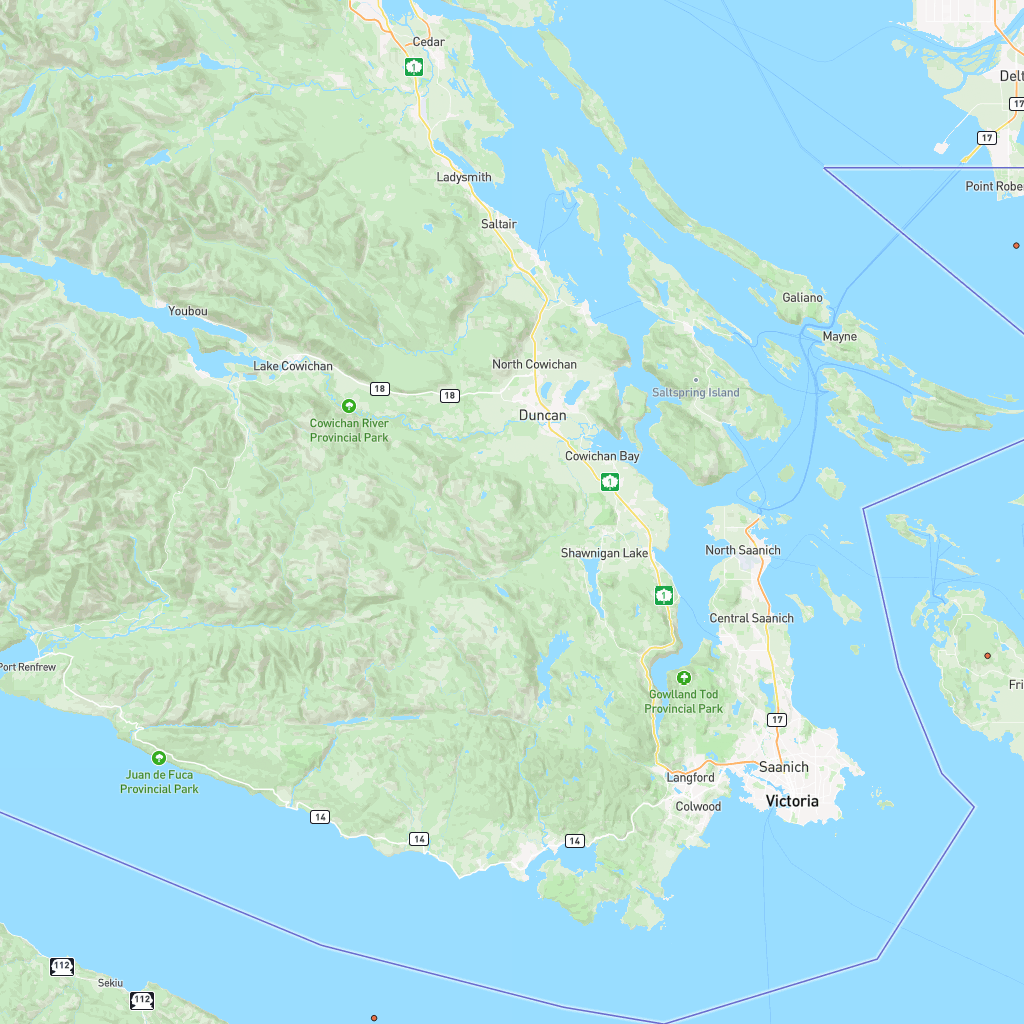 Cedar
1
Delt
17
17
Ladysmith
Point Rober
Saltair
Galiano
Youbou
Mayne
Lake Cowichan
North Cowichan
18
18
Saltspring Island
Duncan
Cowichan River
Provincial Park
Cowichan Bay
1
Shawnigan Lake
North Saanich
1
Central Saanich
Port Renfrew
Fri
Gowlland Tod
Provincial Park
17
Juan de Fuca
Provincial Park
Saanich
Langford
Victoria
Colwood
14
14
14
112
Sekiu
112